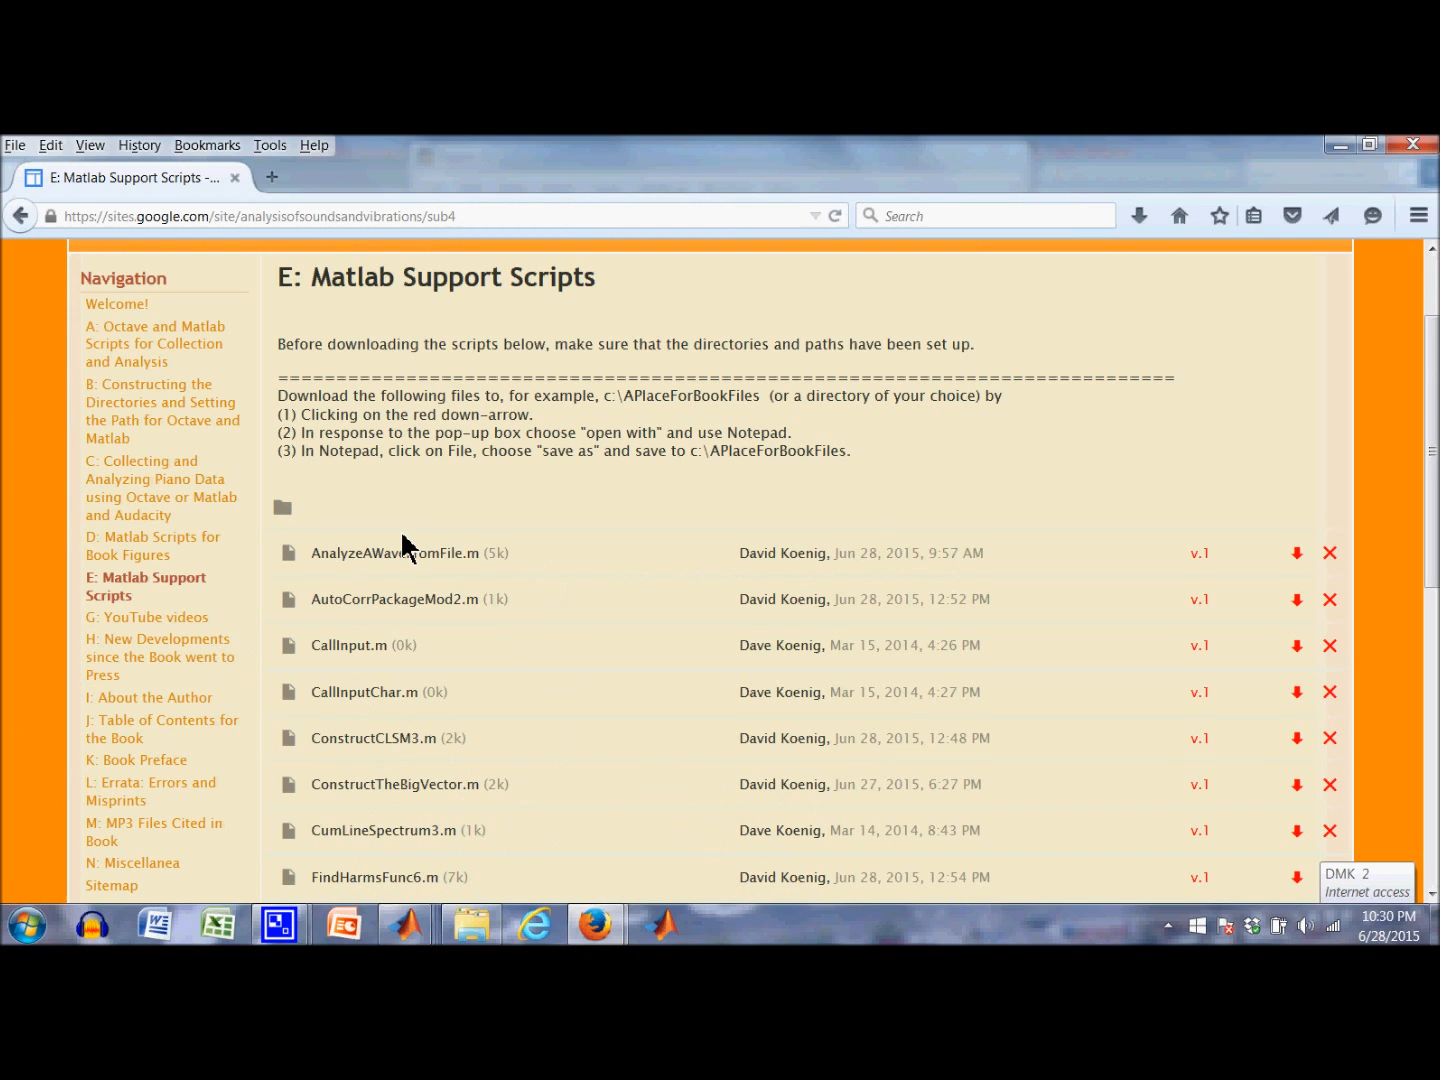 File Edit View History Bookmarks Tools Help
E: Matlab Support Scripts -...
https://sites.google.com/site/analysisofsoundsandvibrations/sub4
Search
Navigation
Welcome!
A: Octave and Matlab
Scripts for Collection
and Analysis
B: Constructing the
Directories and Setting
the Path for Octave and
Matlab
C: Collecting and
Analyzing Piano Data
using Octave or Matlab
and Audacity
D: Matlab Scripts for
Book Figures
E: Matlab Support
Scripts
G: YouTube videos
H: New Developments
since the Book went to
Press
I: About the Author
J: Table of Contents for
the Book
K: Book Preface
L: Errata: Errors and
Misprints
M: MP3 Files Cited in
Book
N: Miscellanea
Sitemap
E: Matlab Support Scripts
Before downloading the scripts below, make sure that the directories and paths have been set up.
=============================================================================
Download the following files to, for example, c:\APlaceForBookFiles (or a directory of your choice) by
(1) Clicking on the red down-arrow.
(2) In response to the pop-up box choose "open with" and use Notepad.
(3) In Notepad, click on File, choose "save as" and save to c:\APlaceForBookFiles.
(5k) David Koenig, Jun 28, 2015, 9:57 AM v.1
AutoCorrPackageMod2.m (1k) David Koenig, Jun 28, 2015, 12:52 PM v.1
CallInput.m (0k) Dave Koenig, Mar 15, 2014, 4:26 PM v.1
CallInputChar.m (0k) Dave Koenig, Mar 15, 2014, 4:27 PM v.1
ConstructCLSM3.m (2k) David Koenig, Jun 28, 2015, 12:48 PM v.1
ConstructTheBigVector.m (2k) David Koenig, Jun 27, 2015, 6:27 PM v.1
CumLineSpectrum3.m (1k) Dave Koenig, Mar 14, 2014, 8:43 PM v.1
FindHarmsFunc6.m (7k) David Koenig, Jun 28, 2015, 12:54 PM v.1
DMK 2
Internet access
10:30 PM
6/28/2015